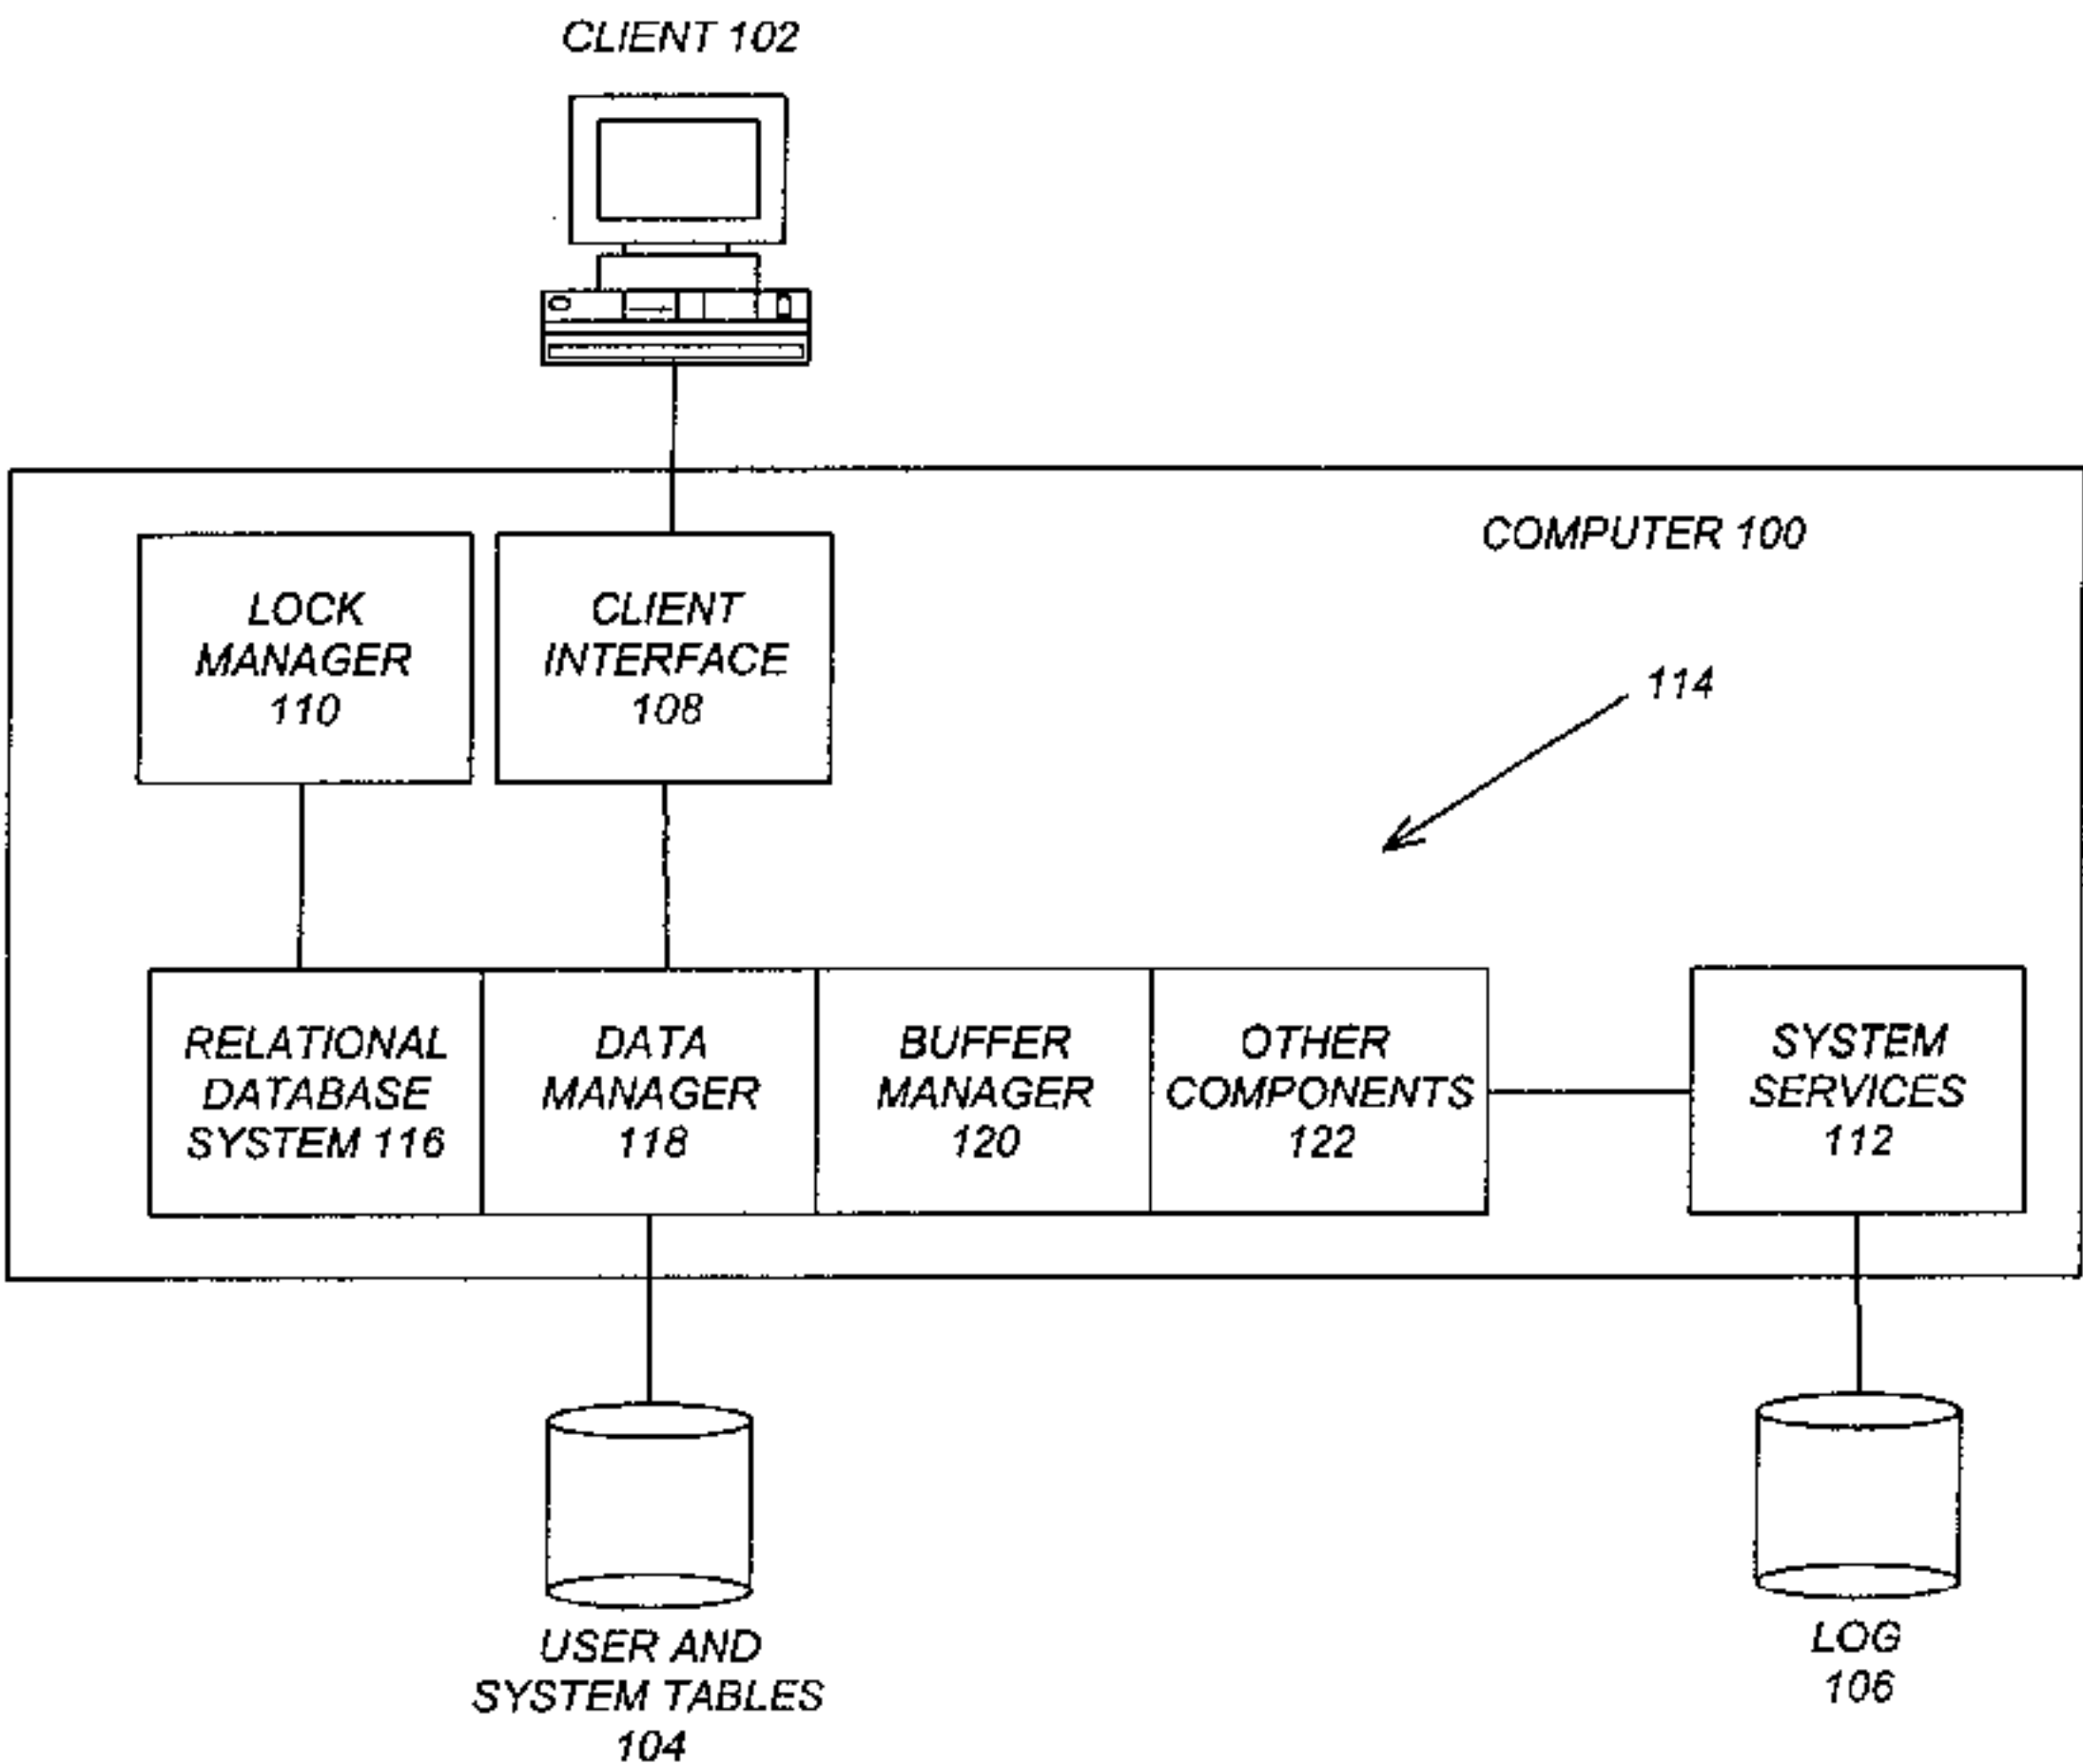 CLIENT 102
COMPUTER 100
LOCK
MANAGER
110
CLIENT
INTERFACE
108
114
RELATIONAL
DATABASE
SYSTEM 116
DATA
MANAGER
118
BUFFER
MANAGER
120
OTHER
COMPONENTS
122
SYSTEM
SERVICES
112
USER AND
SYSTEM TABLES
104
LOG
106